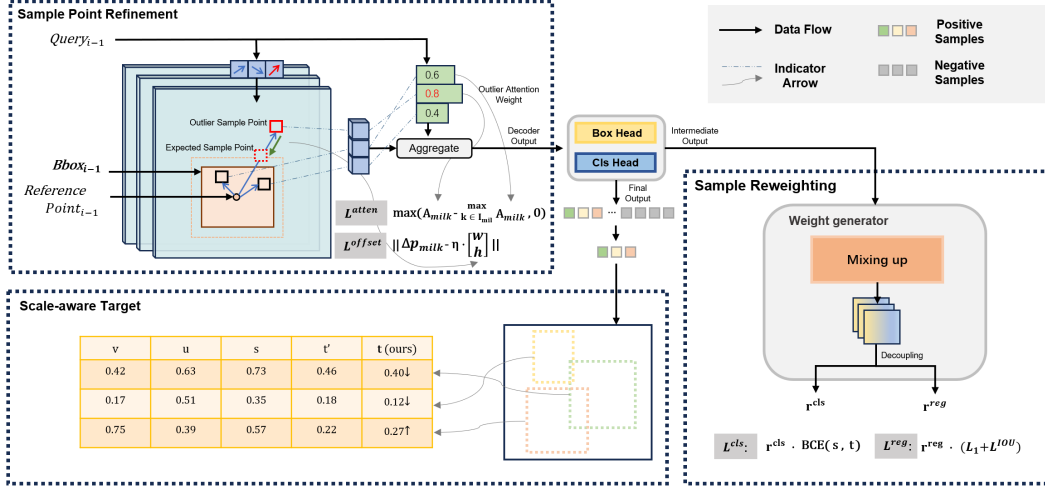 Sample Point Refinement
Query_{i-1}
Outlier Sample Point
Expected Sample Point
Bbox_{i-1}
Reference
Point_{i-1}
0.6
0.8
0.4
Outlier Attention
Weight
Aggregate
Decoder
Output
L^{atten} max(A_{milk} - max_{k ∈ I_{mil}} A_{milk}, 0)
L^{offset} || Δp_{milk} - η · [w h] ||
Box Head
Cls Head
Intermediate
Output
Final
Output
...
Data Flow
Indicator
Arrow
Positive
Samples
Negative
Samples
Scale-aware Target
v u s t' t (ours)
0.42 0.63 0.73 0.46 0.40↓
0.17 0.51 0.35 0.18 0.12↓
0.75 0.39 0.57 0.22 0.27↑
Sample Reweighting
Weight generator
Mixing up
Decoupling
r^{cls} r^{reg}
L^{cls}: r^{cls} · BCE(s, t) L^{reg}: r^{reg} · (L_1+L^{IOU})